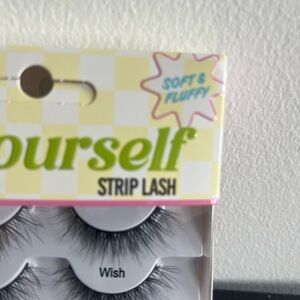 SOFT &
FLUFFY
ourself
STRIP LASH
Wish